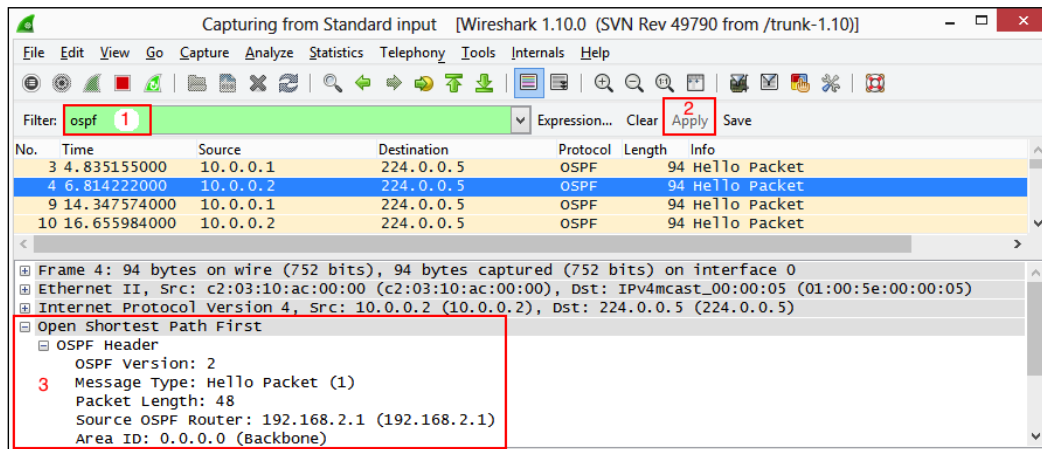 Capturing from Standard input [Wireshark 1.10.0 (SVN Rev 49790 from /trunk-1.10)]
File Edit View Go Capture Analyze Statistics Telephony Tools Internals Help
Filter: ospf 1 Expression... Clear Apply 2 Save
No. Time Source Destination Protocol Length Info
3 4.835155000 10.0.0.1 224.0.0.5 OSPF 94 Hello Packet
4 6.814222000 10.0.0.2 224.0.0.5 OSPF 94 Hello Packet
9 14.347574000 10.0.0.1 224.0.0.5 OSPF 94 Hello Packet
10 16.655984000 10.0.0.2 224.0.0.5 OSPF 94 Hello Packet
Frame 4: 94 bytes on wire (752 bits), 94 bytes captured (752 bits) on interface 0
Ethernet II, Src: c2:03:10:ac:00:00 (c2:03:10:ac:00:00), Dst: IPv4mcast_00:00:05 (01:00:5e:00:00:05)
Internet Protocol Version 4, Src: 10.0.0.2 (10.0.0.2), Dst: 224.0.0.5 (224.0.0.5)
Open Shortest Path First
OSPF Header
OSPF Version: 2
3 Message Type: Hello Packet (1)
Packet Length: 48
Source OSPF Router: 192.168.2.1 (192.168.2.1)
Area ID: 0.0.0.0 (Backbone)